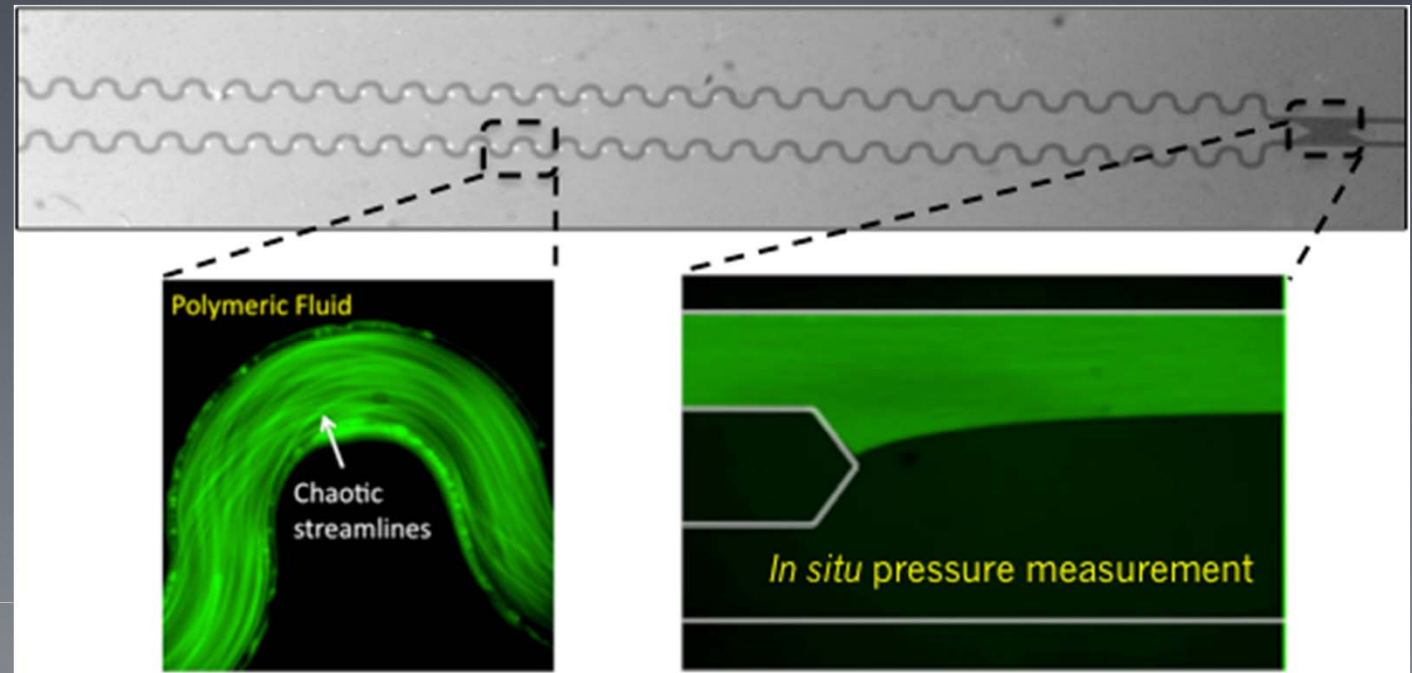 Polymeric Fluid
Chaotic
streamlines
In situ pressure measurement